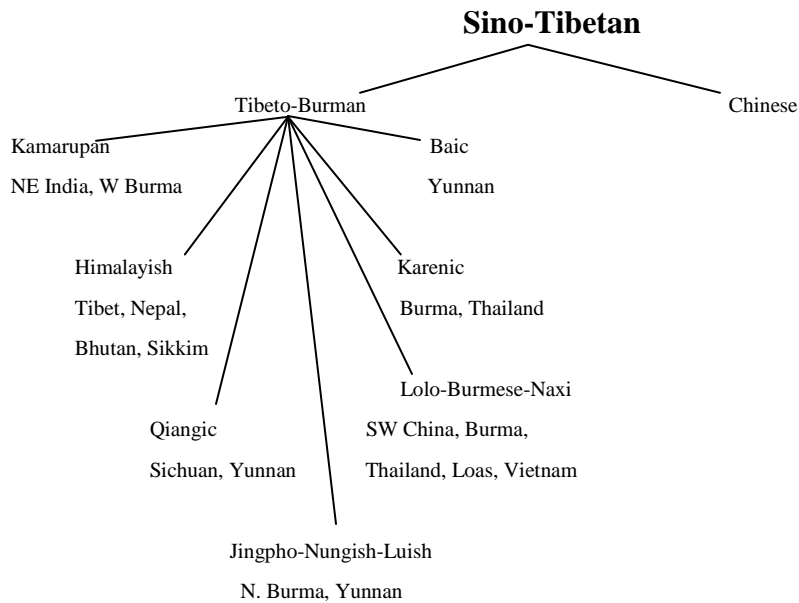 Sino-Tibetan
Tibeto-Burman
Chinese
Kamarupan
NE India, W Burma
Baic
Yunnan
Himalayish
Tibet, Nepal,
Bhutan, Sikkim
Karenic
Burma, Thailand
Qiangic
Sichuan, Yunnan
Lolo-Burmese-Naxi
SW China, Burma,
Thailand, Loas, Vietnam
Jingpho-Nungish-Luish
N. Burma, Yunnan